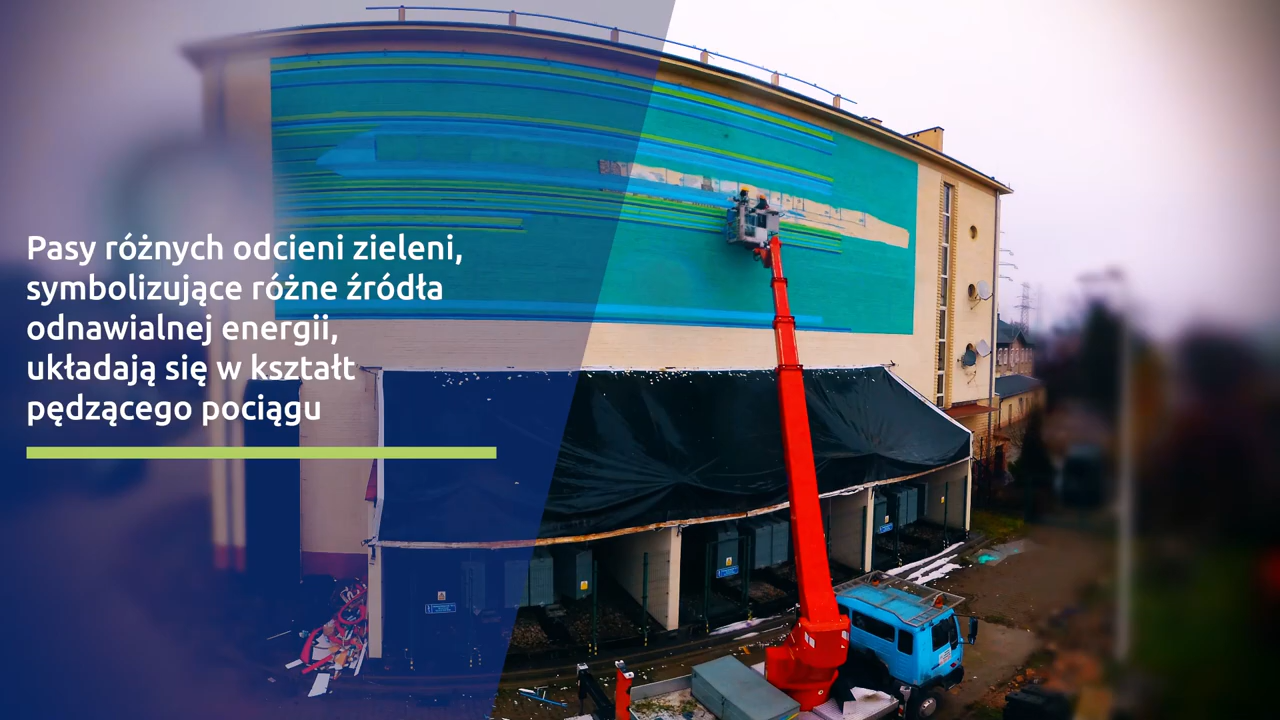 Pasy różnych odcieni zieleni,
symbolizujące różne źródła
odnawialnej energii,
układają się w kształt
pędzącego pociągu